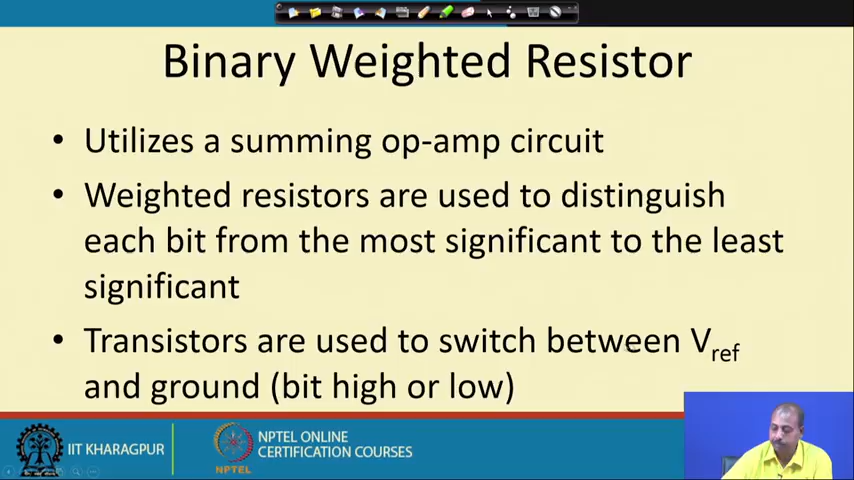 Binary Weighted Resistor
• Utilizes a summing op-amp circuit
• Weighted resistors are used to distinguish
each bit from the most significant to the least
significant
• Transistors are used to switch between Vref
and ground (bit high or low)
IIT KHARAGPUR
NPTEL
NPTEL ONLINE
CERTIFICATION COURSES